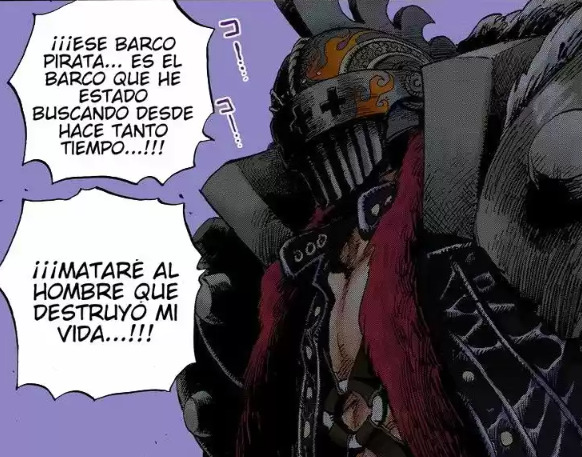 ¡¡¡ESE BARCO
PIRATA... ES EL
BARCO QUE HE
ESTADO
BUSCANDO DESDE
HACE TANTO
TIEMPO...!!!
コー…
コー…
¡¡¡MATARÉ AL
HOMBRE QUE
DESTRUYÓ MI
VIDA...!!!